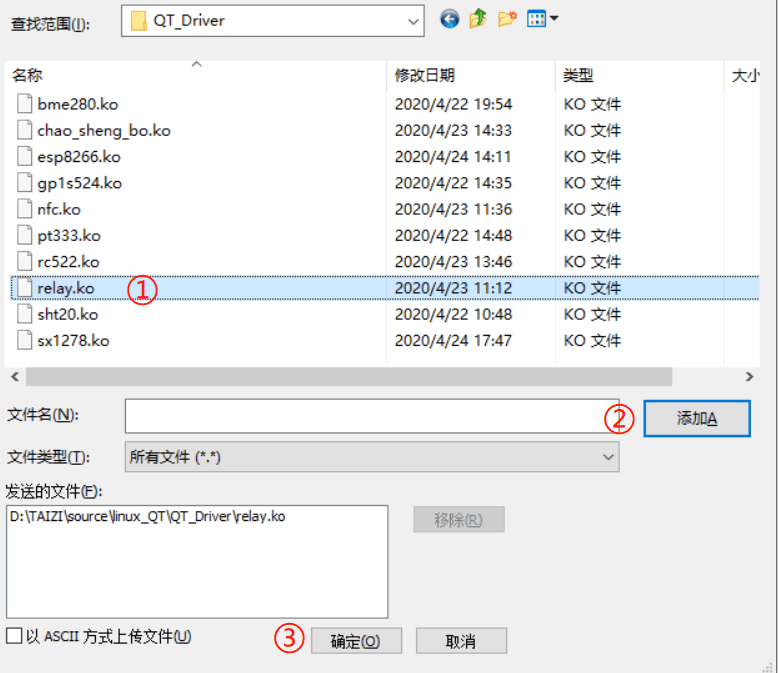 查找范围(I): QT_Driver
名称 修改日期 类型 大小
bme280.ko 2020/4/22 19:54 KO 文件
chao_sheng_bo.ko 2020/4/23 14:33 KO 文件
esp8266.ko 2020/4/24 14:11 KO 文件
gp1s524.ko 2020/4/22 14:35 KO 文件
nfc.ko 2020/4/23 11:36 KO 文件
pt333.ko 2020/4/22 14:48 KO 文件
rc522.ko 2020/4/23 13:46 KO 文件
relay.ko ① 2020/4/23 11:12 KO 文件
sht20.ko 2020/4/22 10:48 KO 文件
sx1278.ko 2020/4/24 17:47 KO 文件
文件名(N): ② 添加A
文件类型(T): 所有文件 (*.*)
发送的文件(F):
D:\TAIZI\source\linux_QT\QT_Driver\relay.ko 移除(R)
以 ASCII 方式上传文件(U) ③ 确定(O) 取消